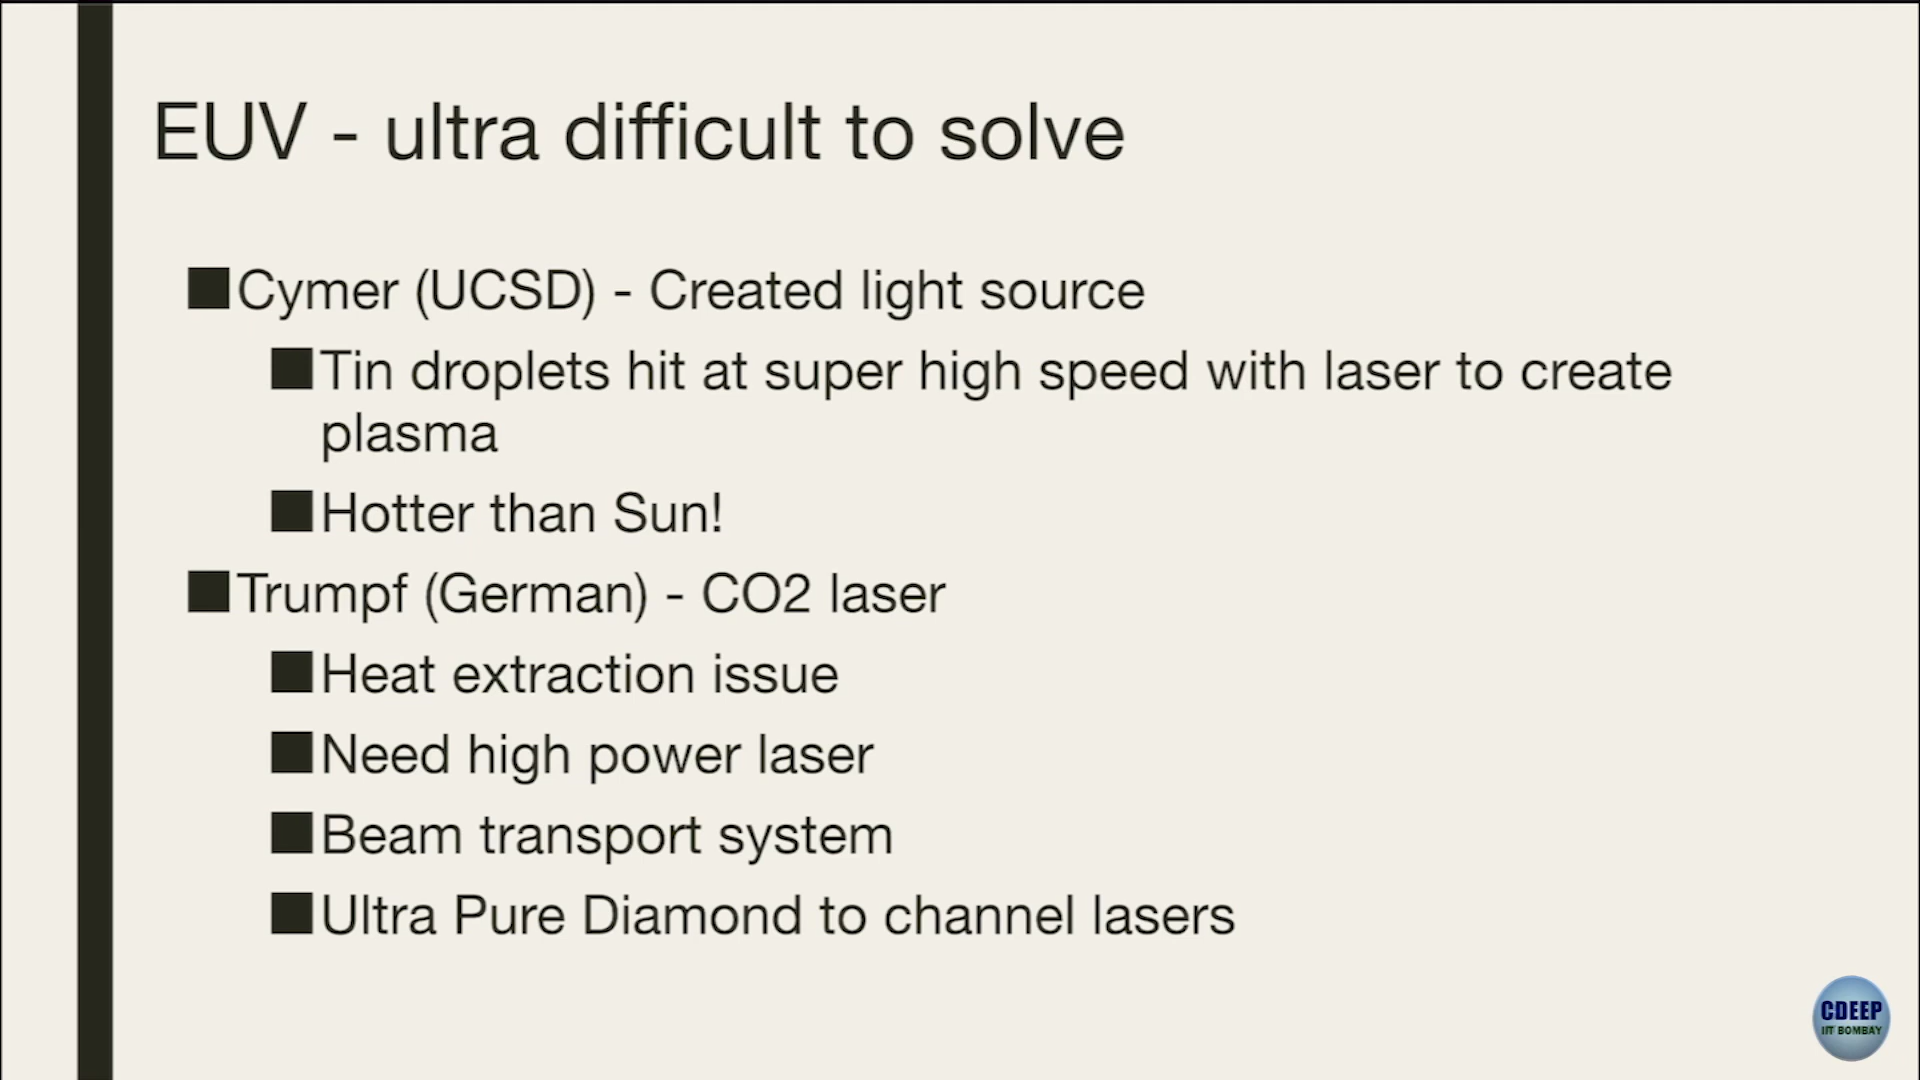 EUV - ultra difficult to solve
Cymer (UCSD) - Created light source
Tin droplets hit at super high speed with laser to create
plasma
Hotter than Sun!
Trumpf (German) - CO2 laser
Heat extraction issue
Need high power laser
Beam transport system
Ultra Pure Diamond to channel lasers
CDEEP
IIT BOMBAY